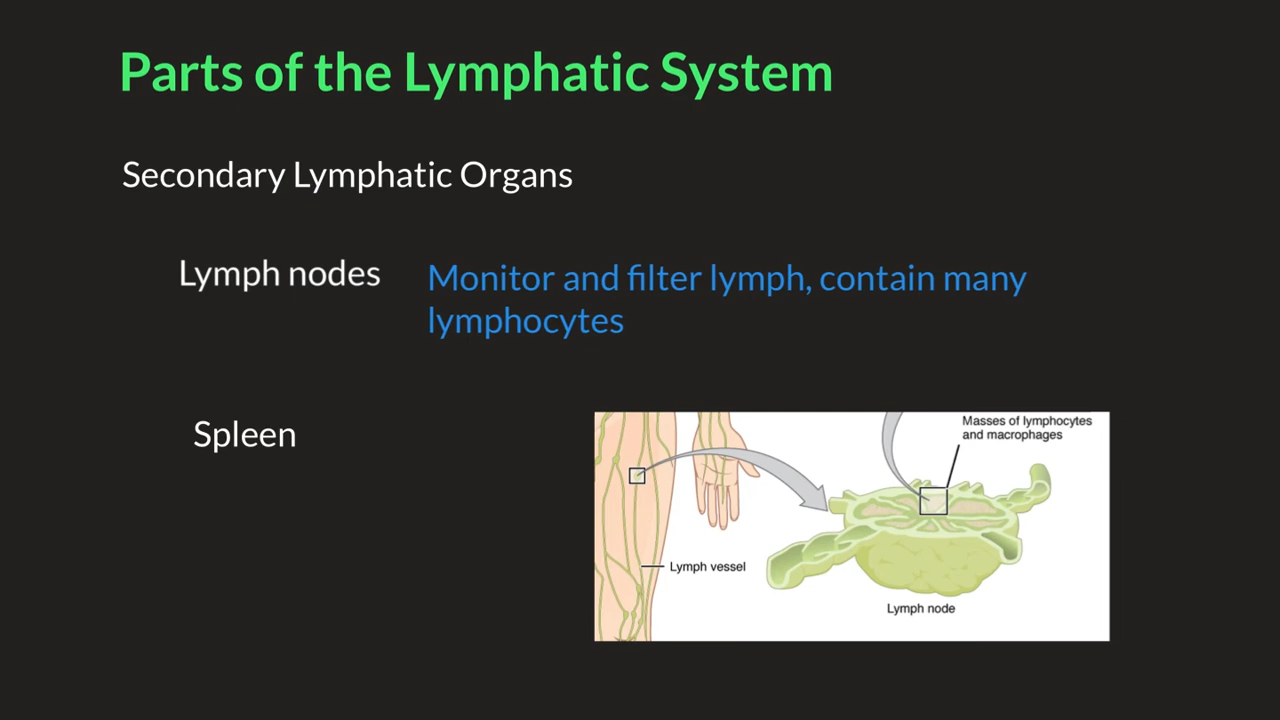 Parts of the Lymphatic System
Secondary Lymphatic Organs
Lymph nodes
Monitor and filter lymph, contain many
lymphocytes
Spleen
Masses of lymphocytes
and macrophages
Lymph vessel
Lymph node